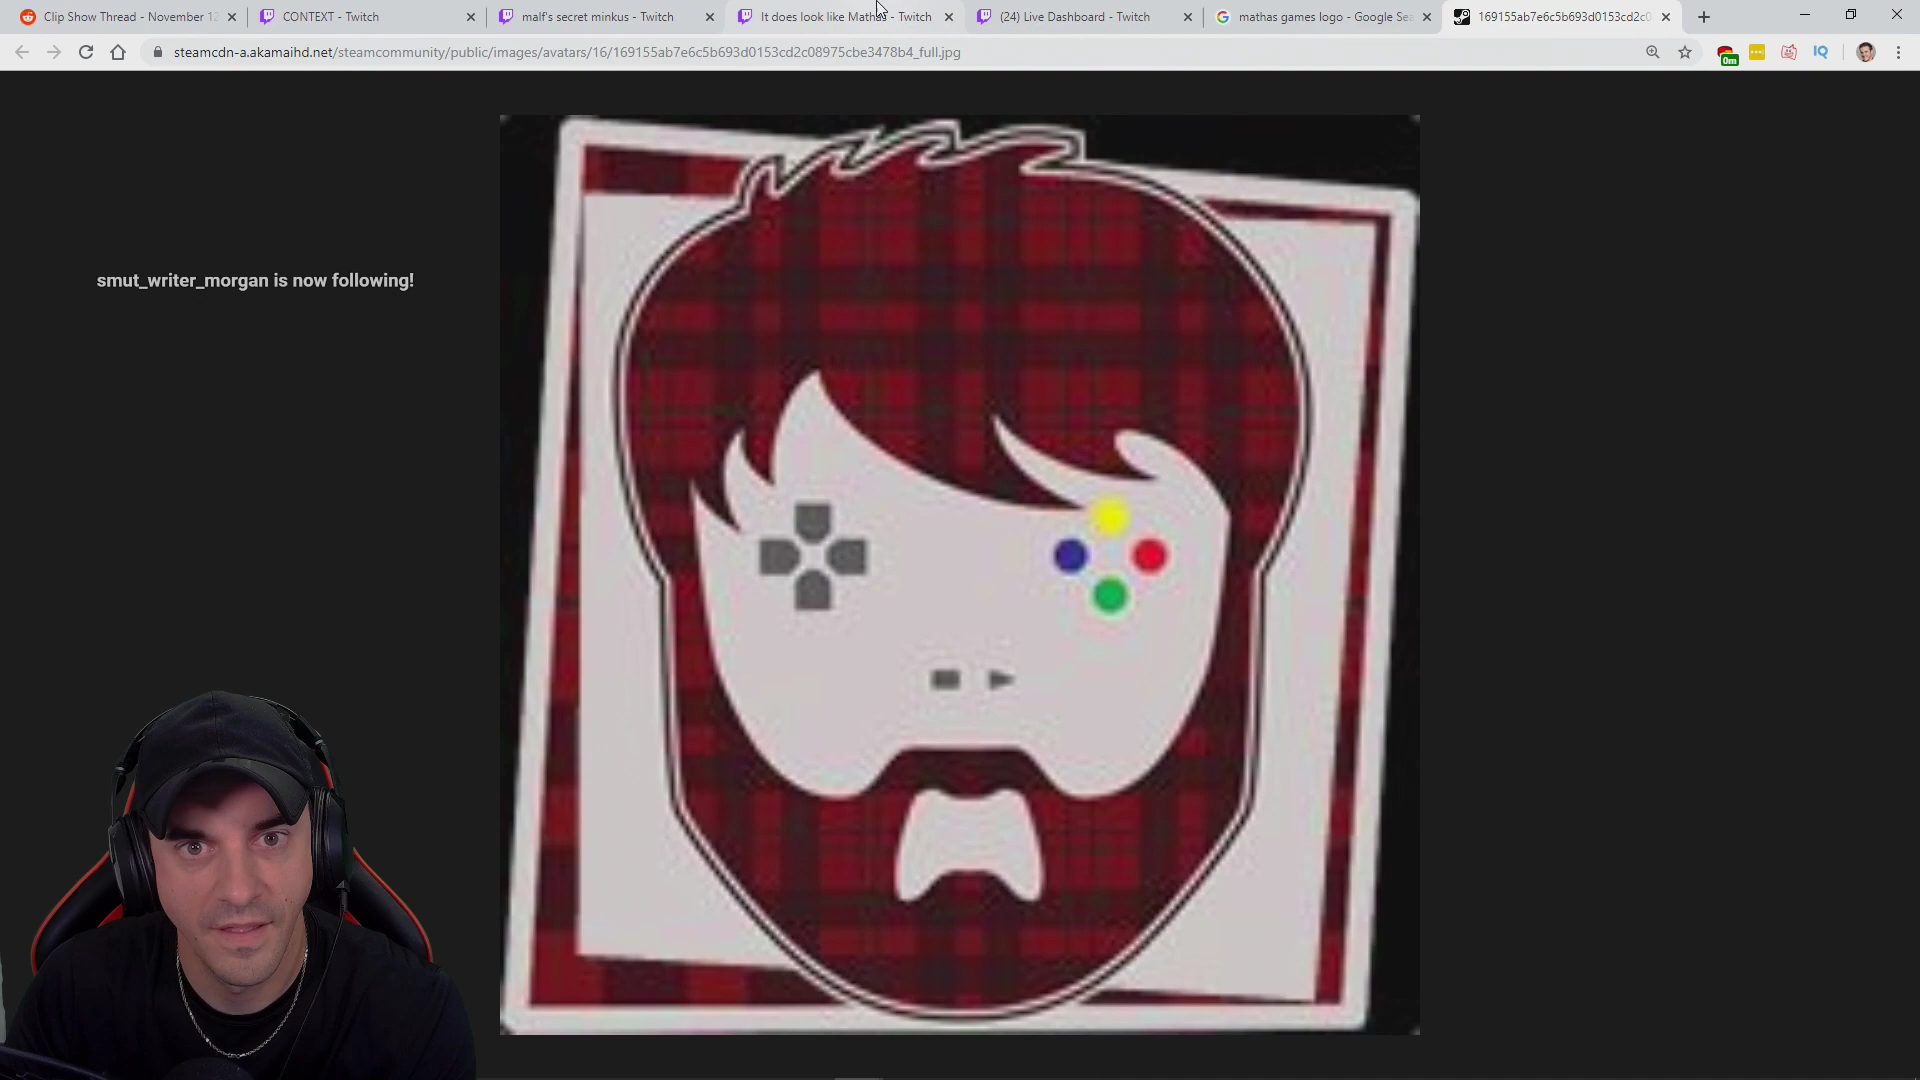 Clip Show Thread - November 12
CONTEXT - Twitch
malf's secret minkus - Twitch
It does look like Mathas - Twitch
(24) Live Dashboard - Twitch
mathas games logo - Google Sea
169155ab7e6c5b693d0153cd2c0
steamcdn-a.akamaihd.net/steamcommunity/public/images/avatars/16/169155ab7e6c5b693d0153cd2c08975cbe3478b4_full.jpg
0m
IQ
smut_writer_morgan is now following!